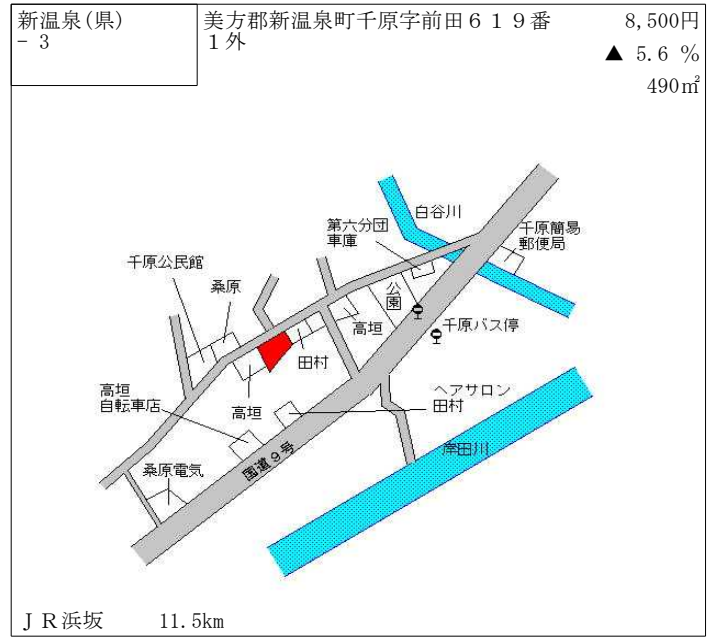 新温泉(県)
－3
美方郡新温泉町千原字前田６１９番
１外
8,500円
▲ 5.6 %
490㎡
白谷川
第六分団
車庫
千原簡易
郵便局
千原公民館
桑原
公園
高垣
千原バス停
田村
高垣
自転車店
高垣
ヘアサロン
田村
岸田川
国道９号
桑原電気
ＪＲ浜坂　　11.5km